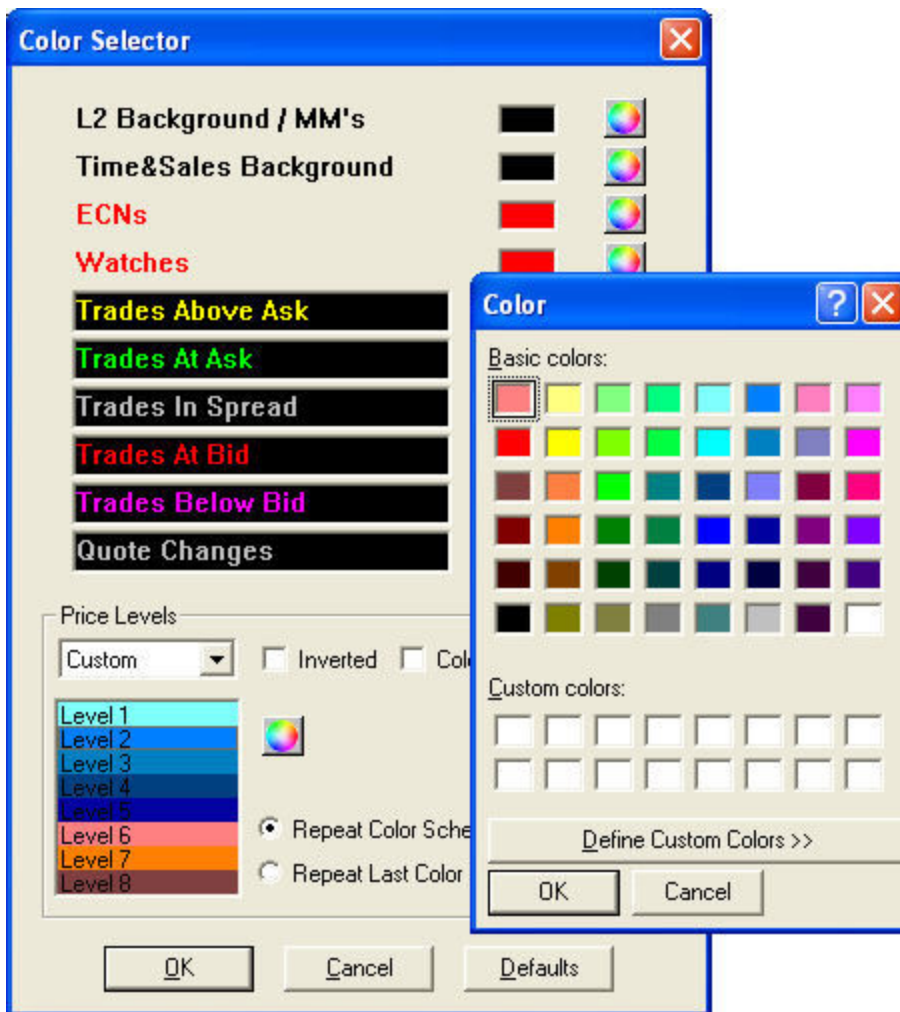 Color Selector
L2 Background / MM's
Time&Sales Background
ECNs
Watches
Trades Above Ask
Trades At Ask
Trades In Spread
Trades At Bid
Trades Below Bid
Quote Changes
Price Levels
Custom
Inverted
Level 1
Level 2
Level 3
Level 4
Level 5
Level 6
Level 7
Level 8
Repeat Color Sche
Repeat Last Color
OK
Cancel
Defaults
Color
?
Basic colors:
Custom colors:
Define Custom Colors >>
OK
Cancel